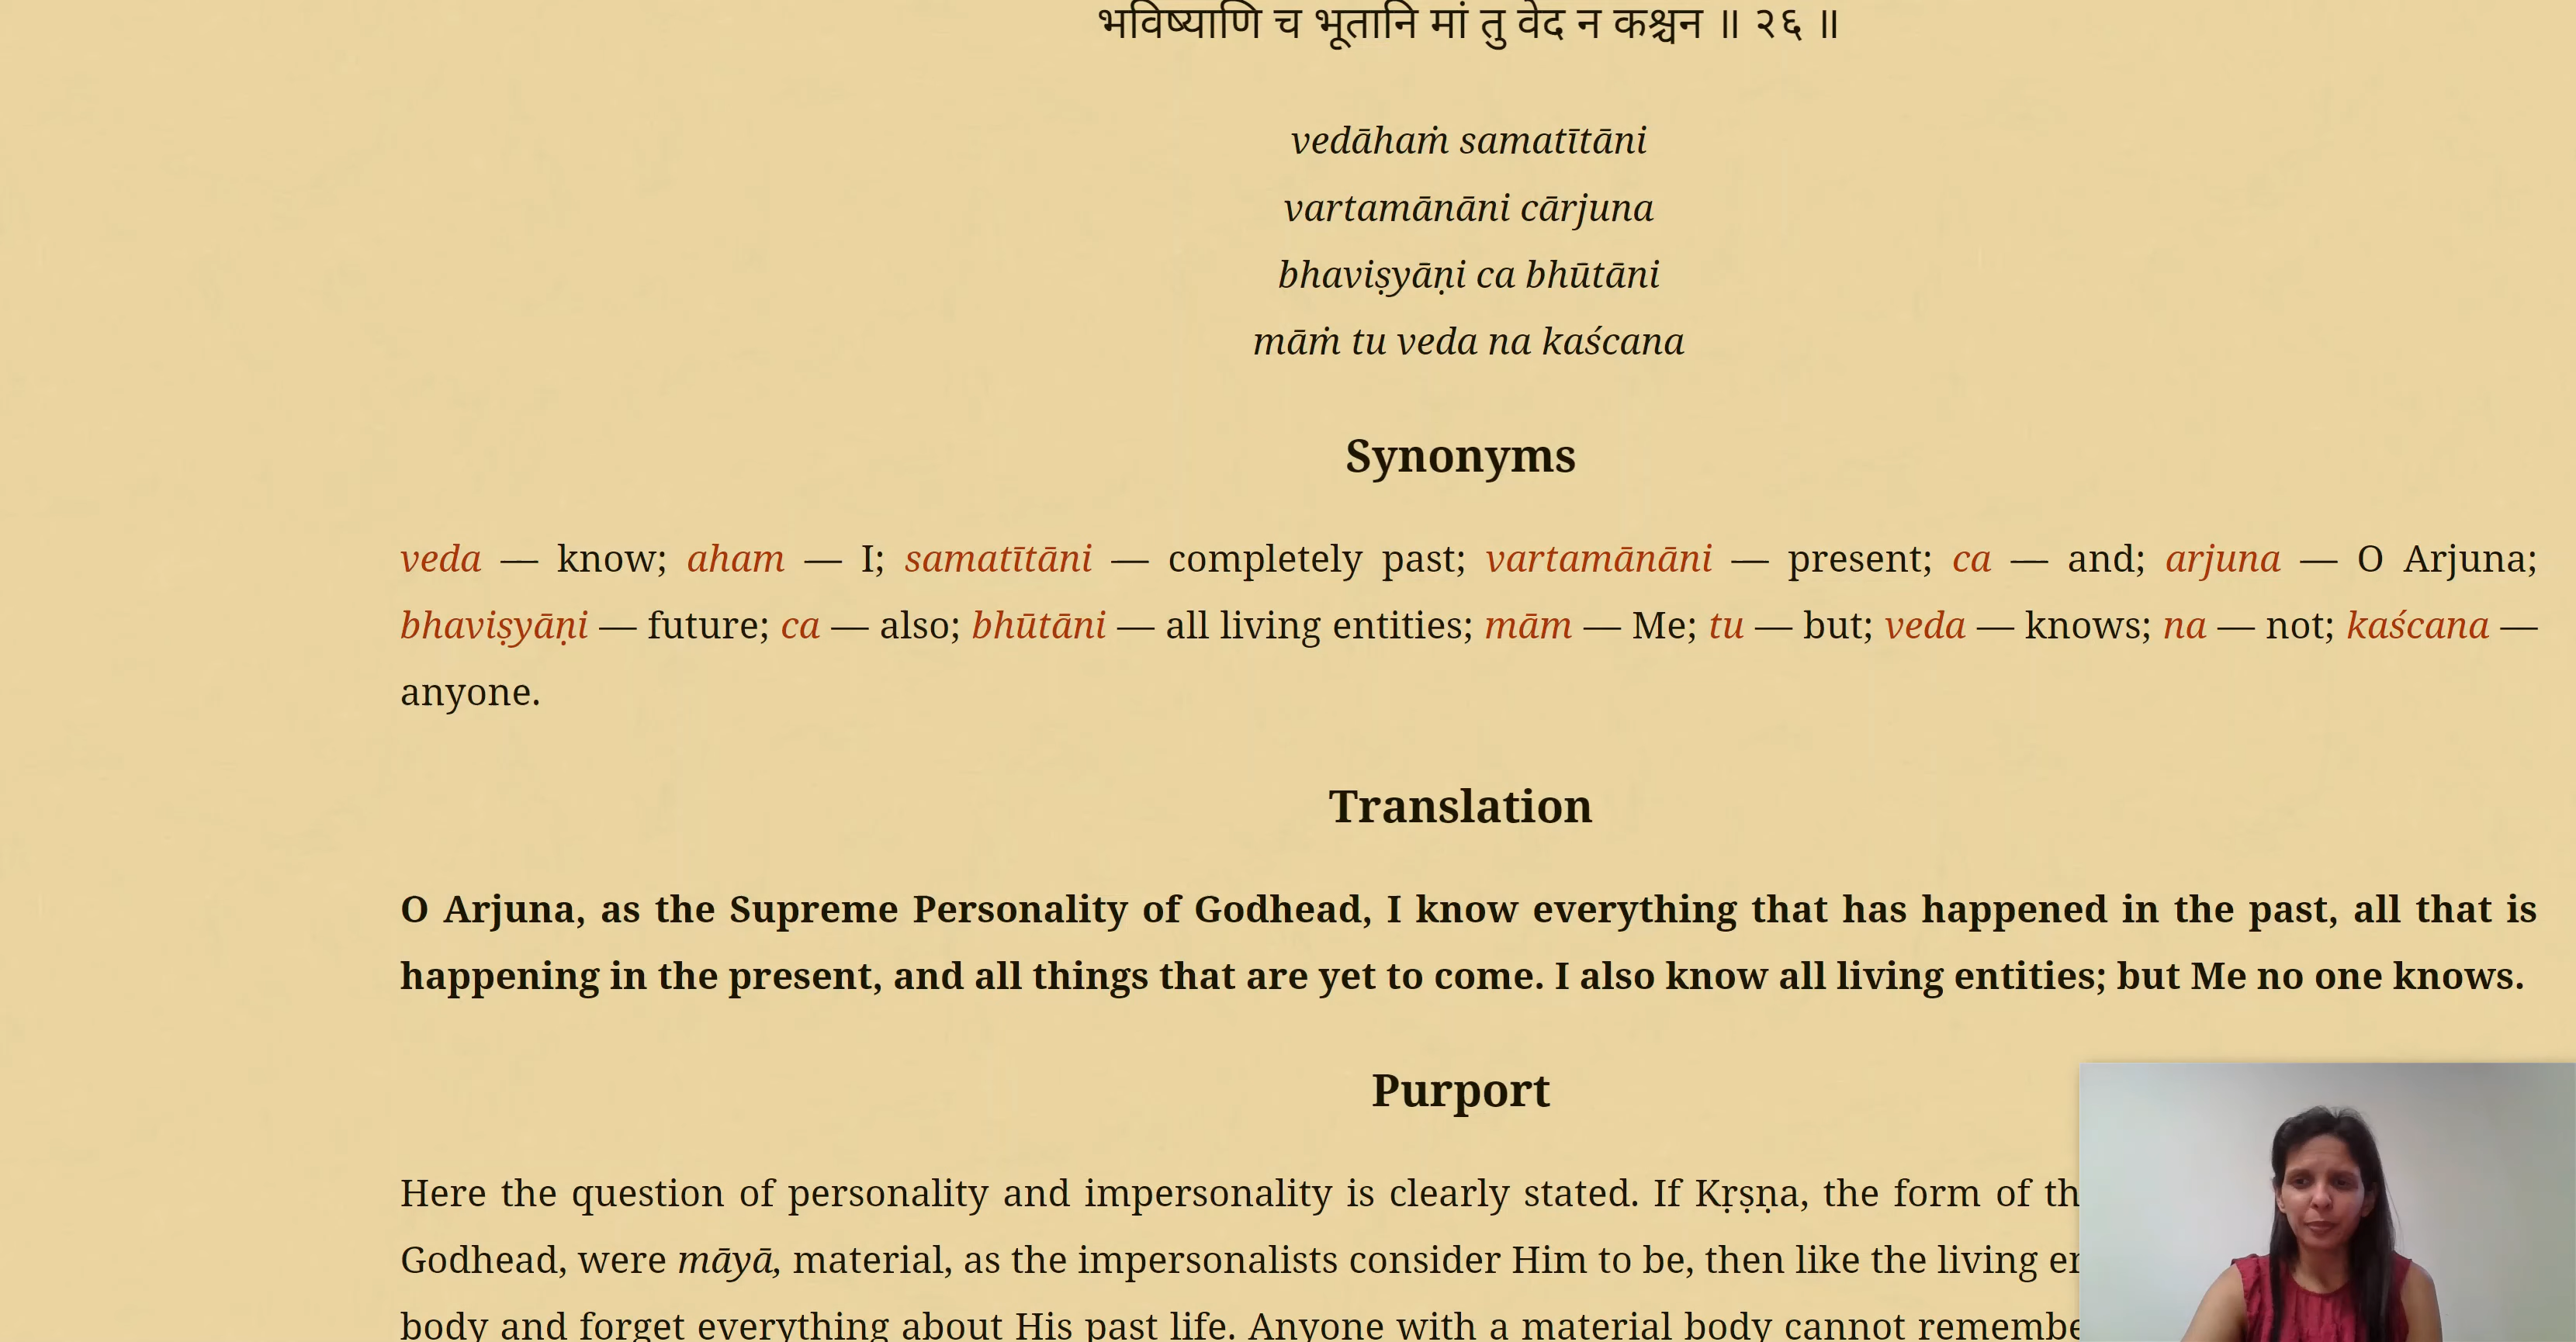 भविष्याणि च भूतानि मां तु वेद न कश्चन ॥ २६ ॥
vedāhaṁ samatītāni
vartamānāni cārjuna
bhaviṣyāṇi ca bhūtāni
māṁ tu veda na kaścana
Synonyms
veda — know; aham — I; samatītāni — completely past; vartamānāni — present; ca — and; arjuna — O Arjuna;
bhaviṣyāṇi — future; ca — also; bhūtāni — all living entities; mām — Me; tu — but; veda — knows; na — not; kaścana —
anyone.
Translation
O Arjuna, as the Supreme Personality of Godhead, I know everything that has happened in the past, all that is
happening in the present, and all things that are yet to come. I also know all living entities; but Me no one knows.
Purport
Here the question of personality and impersonality is clearly stated. If Kṛṣṇa, the form of
Godhead, were māyā, material, as the impersonalists consider Him to be, then like the living
body and forget everything about His past life. Anyone with a material body cannot